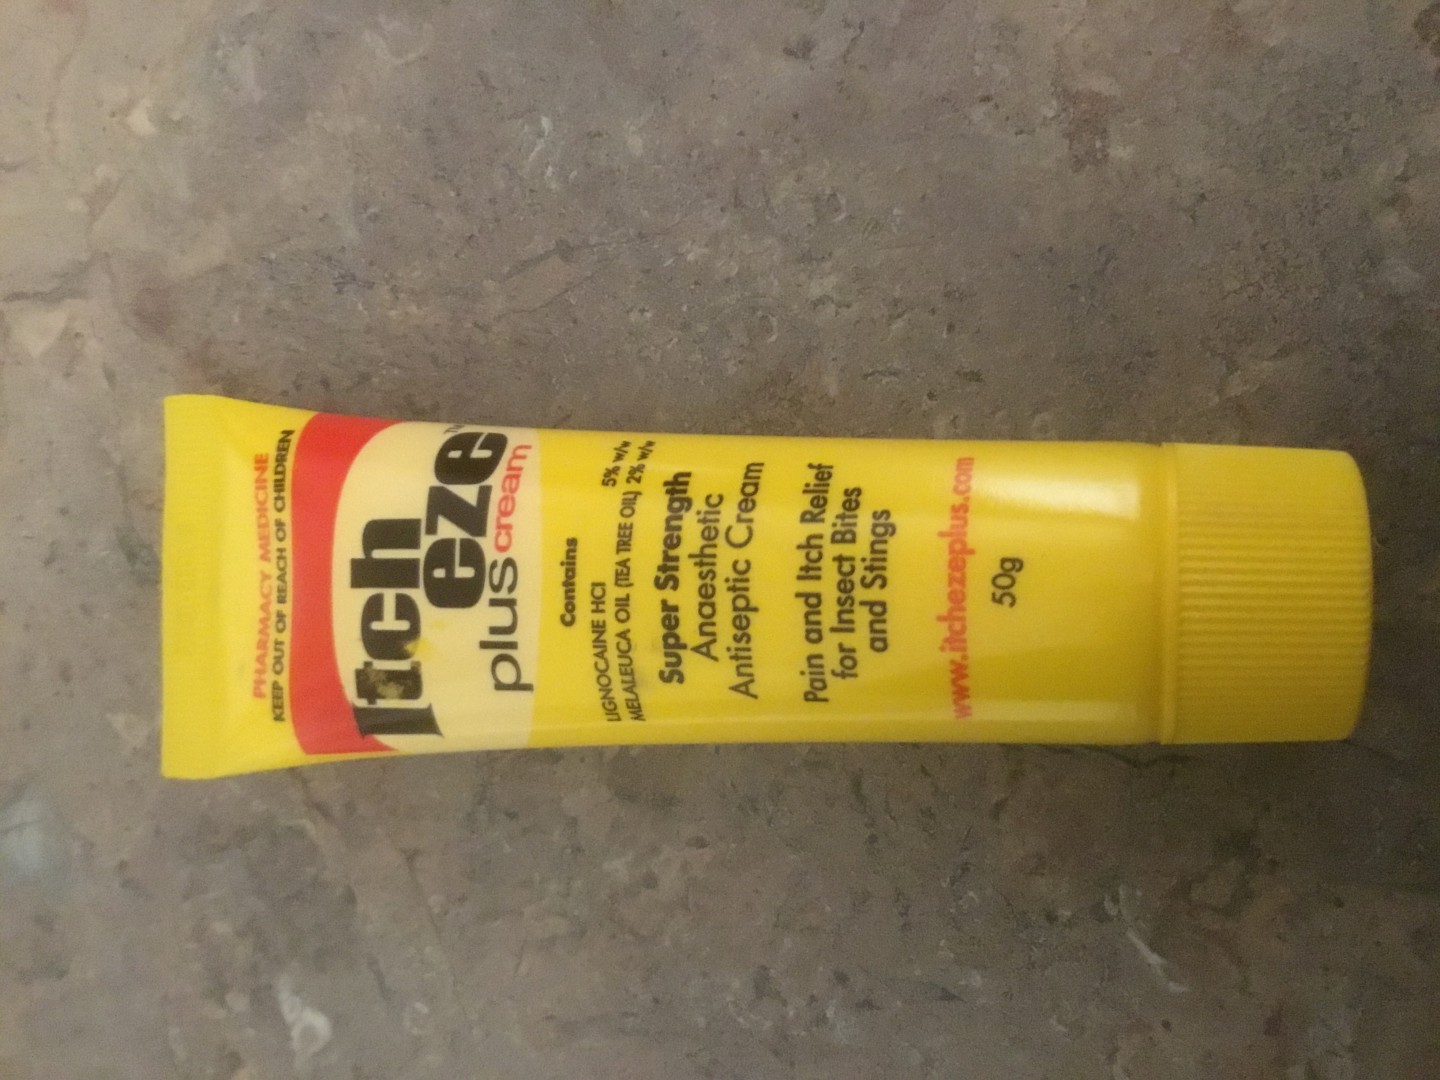 PHARMACY MEDICINE
KEEP OUT OF REACH OF CHILDREN
Itch
eze™
plus cream
Contains
LIGNOCAINE HCl 5% w/w
MELALEUCA OIL (TEA TREE OIL) 2% w/w
Super Strength
Anaesthetic
Antiseptic Cream
Pain and Itch Relief
for Insect Bites
and Stings
www.itchezeplus.com
50g